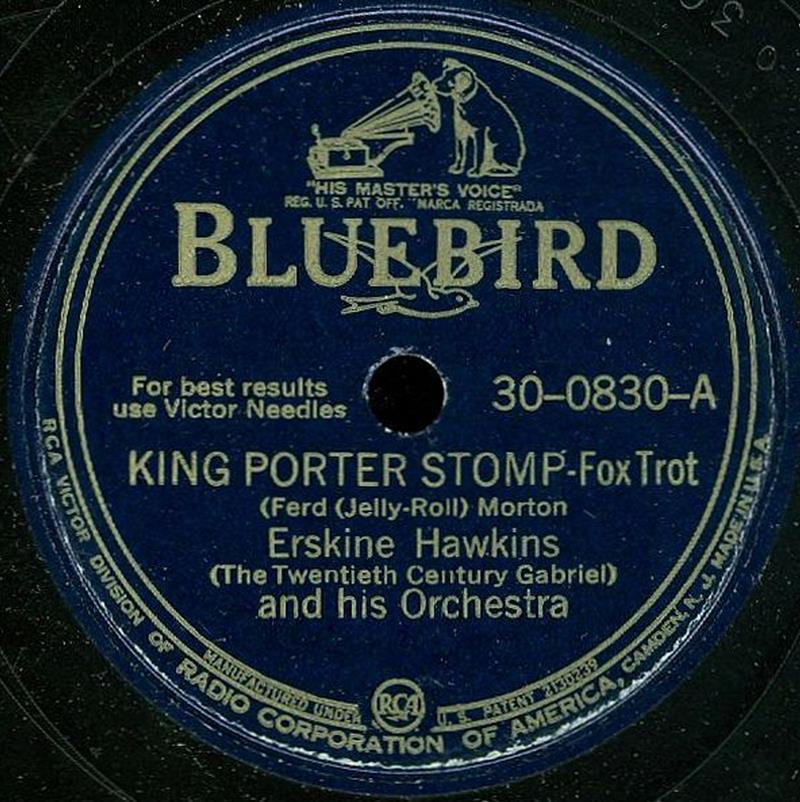 "HIS MASTER'S VOICE"
REG. U. S. PAT. OFF. "MARCA REGISTRADA
BLUEBIRD
For best results
use Victor Needles
30-0830-A
KING PORTER STOMP-Fox Trot
(Ferd (Jelly-Roll) Morton
Erskine Hawkins
(The Twentieth Century Gabriel)
and his Orchestra
MANUFACTURED UNDER RCA U. S. PATENT 2130239
RCA VICTOR DIVISION OF RADIO CORPORATION OF AMERICA, CAMDEN, N. J. MADE IN U.S.A.